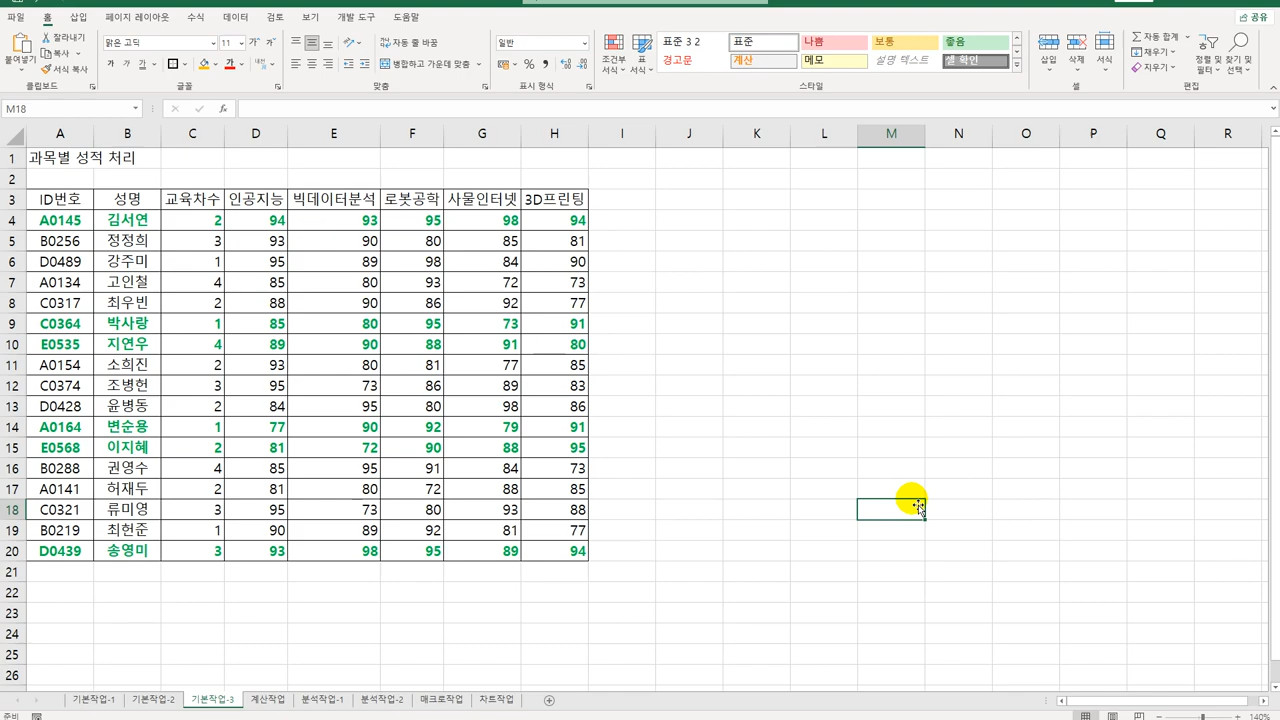 파일 홈 삽입 페이지 레이아웃 수식 데이터 검토 보기 개발 도구 도움말 공유
붙여넣기 잘라내기 복사 서식 복사 클립보드
맑은 고딕 11 가 가 가 가 가 가 글꼴
자동 줄 바꿈 병합하고 가운데 맞춤 맞춤
일반 % 표시 형식
조건부 서식 표 서식 표준 3 2 표준 나쁨 보통 좋음
경고문 계산 메모 설명 텍스트 셀 확인 스타일
삽입 삭제 서식 셀
자동 합계 채우기 지우기 정렬 및 필터 찾기 및 선택 편집
M18 fx
A B C D E F G H I J K L M N O P Q R
1 과목별 성적 처리
2
3 ID번호 성명 교육차수 인공지능 빅데이터분석 로봇공학 사물인터넷 3D프린팅
4 A0145 김서연 2 94 93 95 98 94
5 B0256 정정희 3 93 90 80 85 81
6 D0489 강주미 1 95 89 98 84 90
7 A0134 고인철 4 85 80 93 72 73
8 C0317 최우빈 2 88 90 86 92 77
9 C0364 박사랑 1 85 80 95 73 91
10 E0535 지연우 4 89 90 88 91 80
11 A0154 소희진 2 93 80 81 77 85
12 C0374 조병헌 3 95 73 86 89 83
13 D0428 윤병동 2 84 95 80 98 86
14 A0164 변순용 1 77 90 92 79 91
15 E0568 이지혜 2 81 72 90 88 95
16 B0288 권영수 4 85 95 91 84 73
17 A0141 허재두 2 81 80 72 88 85
18 C0321 류미영 3 95 73 80 93 88
19 B0219 최헌준 1 90 89 92 81 77
20 D0439 송영미 3 93 98 95 89 94
21
22
23
24
25
26
기본작업-1 기본작업-2 기본작업-3 계산작업 분석작업-1 분석작업-2 매크로작업 차트작업
준비 140%